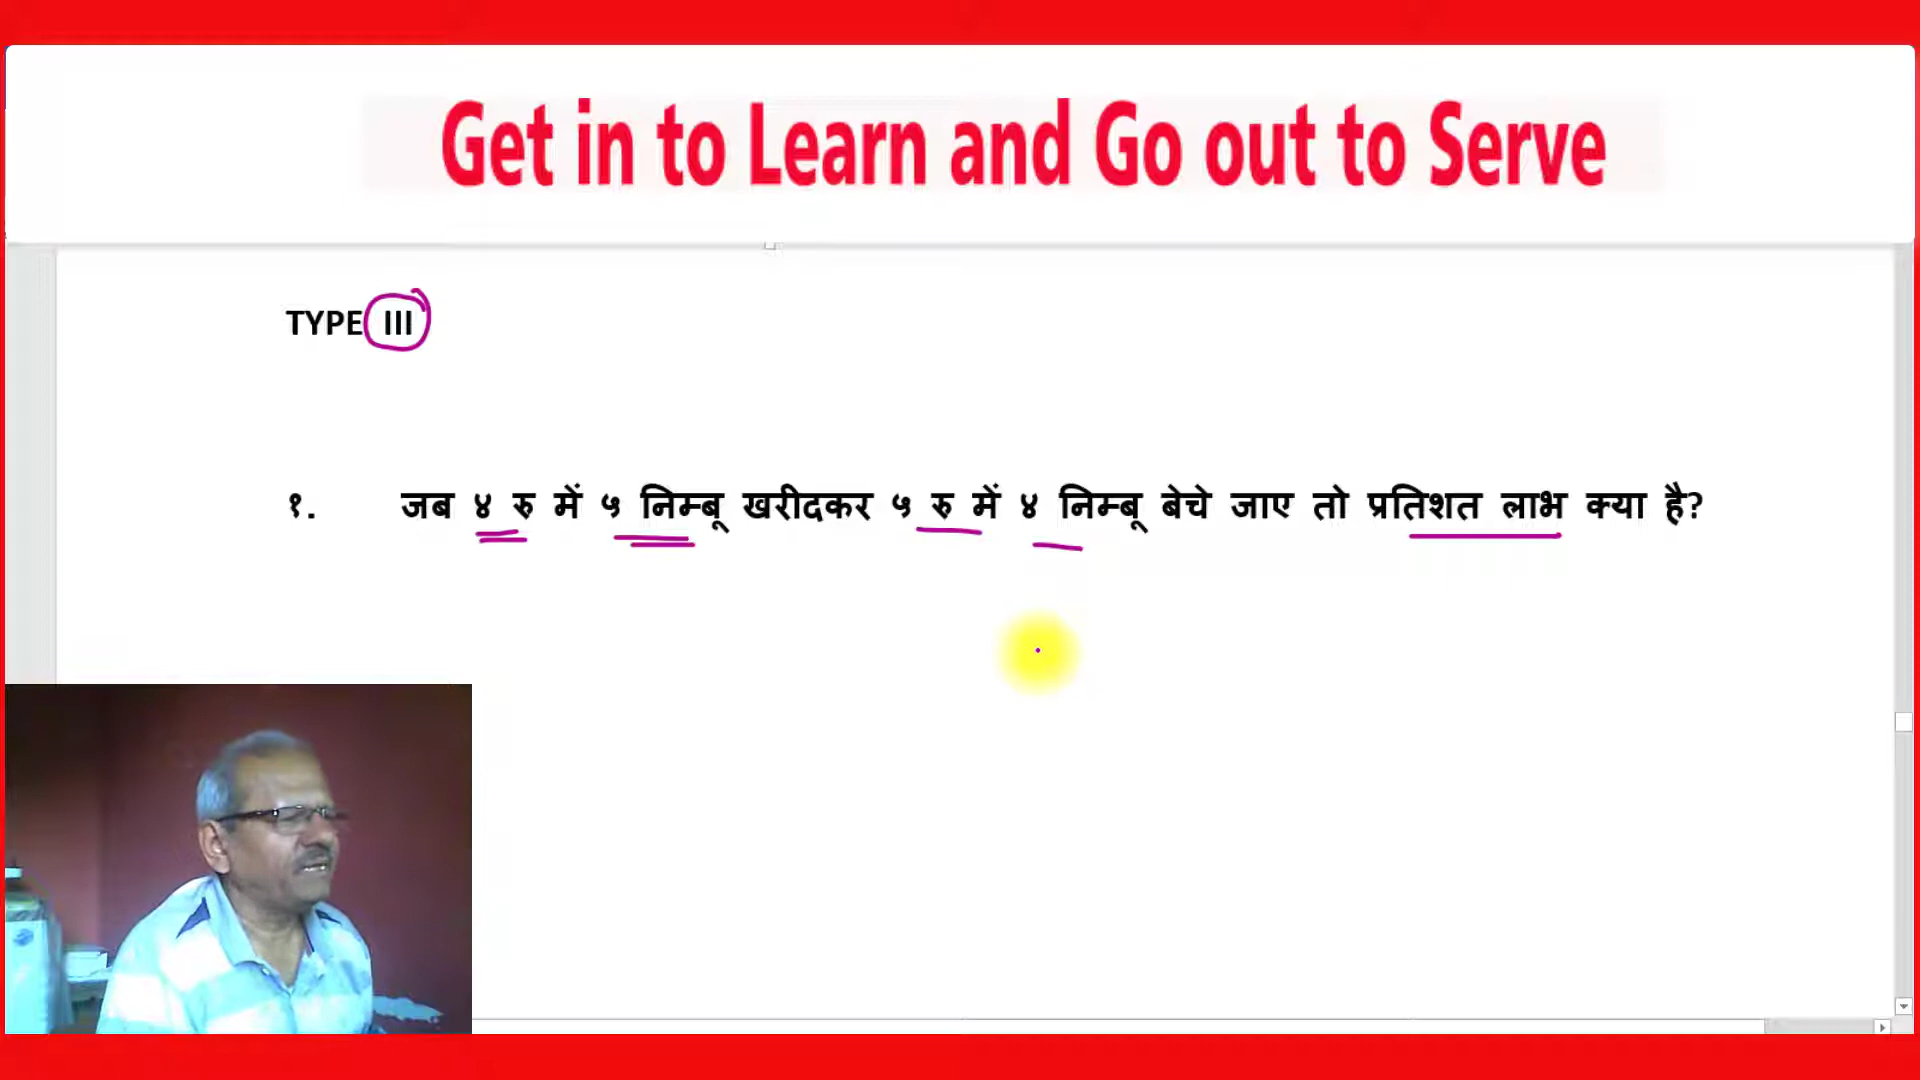 Get in to Learn and Go out to Serve
TYPE III
१. जब ४ रु में ५ निम्बू खरीदकर ५ रु में ४ निम्बू बेचे जाए तो प्रतिशत लाभ क्या है?